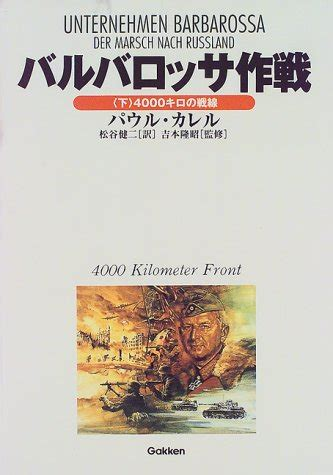 UNTERNEHMEN BARBAROSSA
DER MARSCH NACH RUSSLAND
バルバロッサ作戦
〈下〉4000キロの戦線
パウル・カレル
松谷健二[訳] 吉本隆昭[監修]
4000 Kilometer Front
Gakken